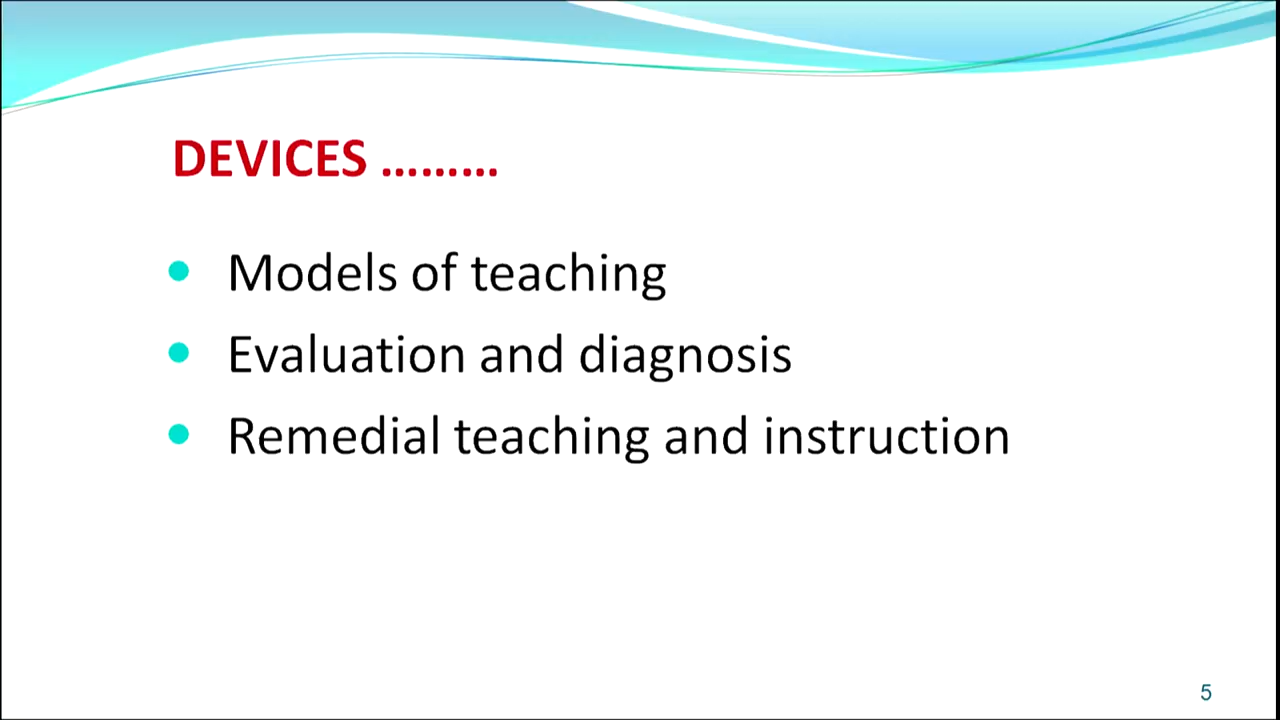 DEVICES ………
• Models of teaching
• Evaluation and diagnosis
• Remedial teaching and instruction
5